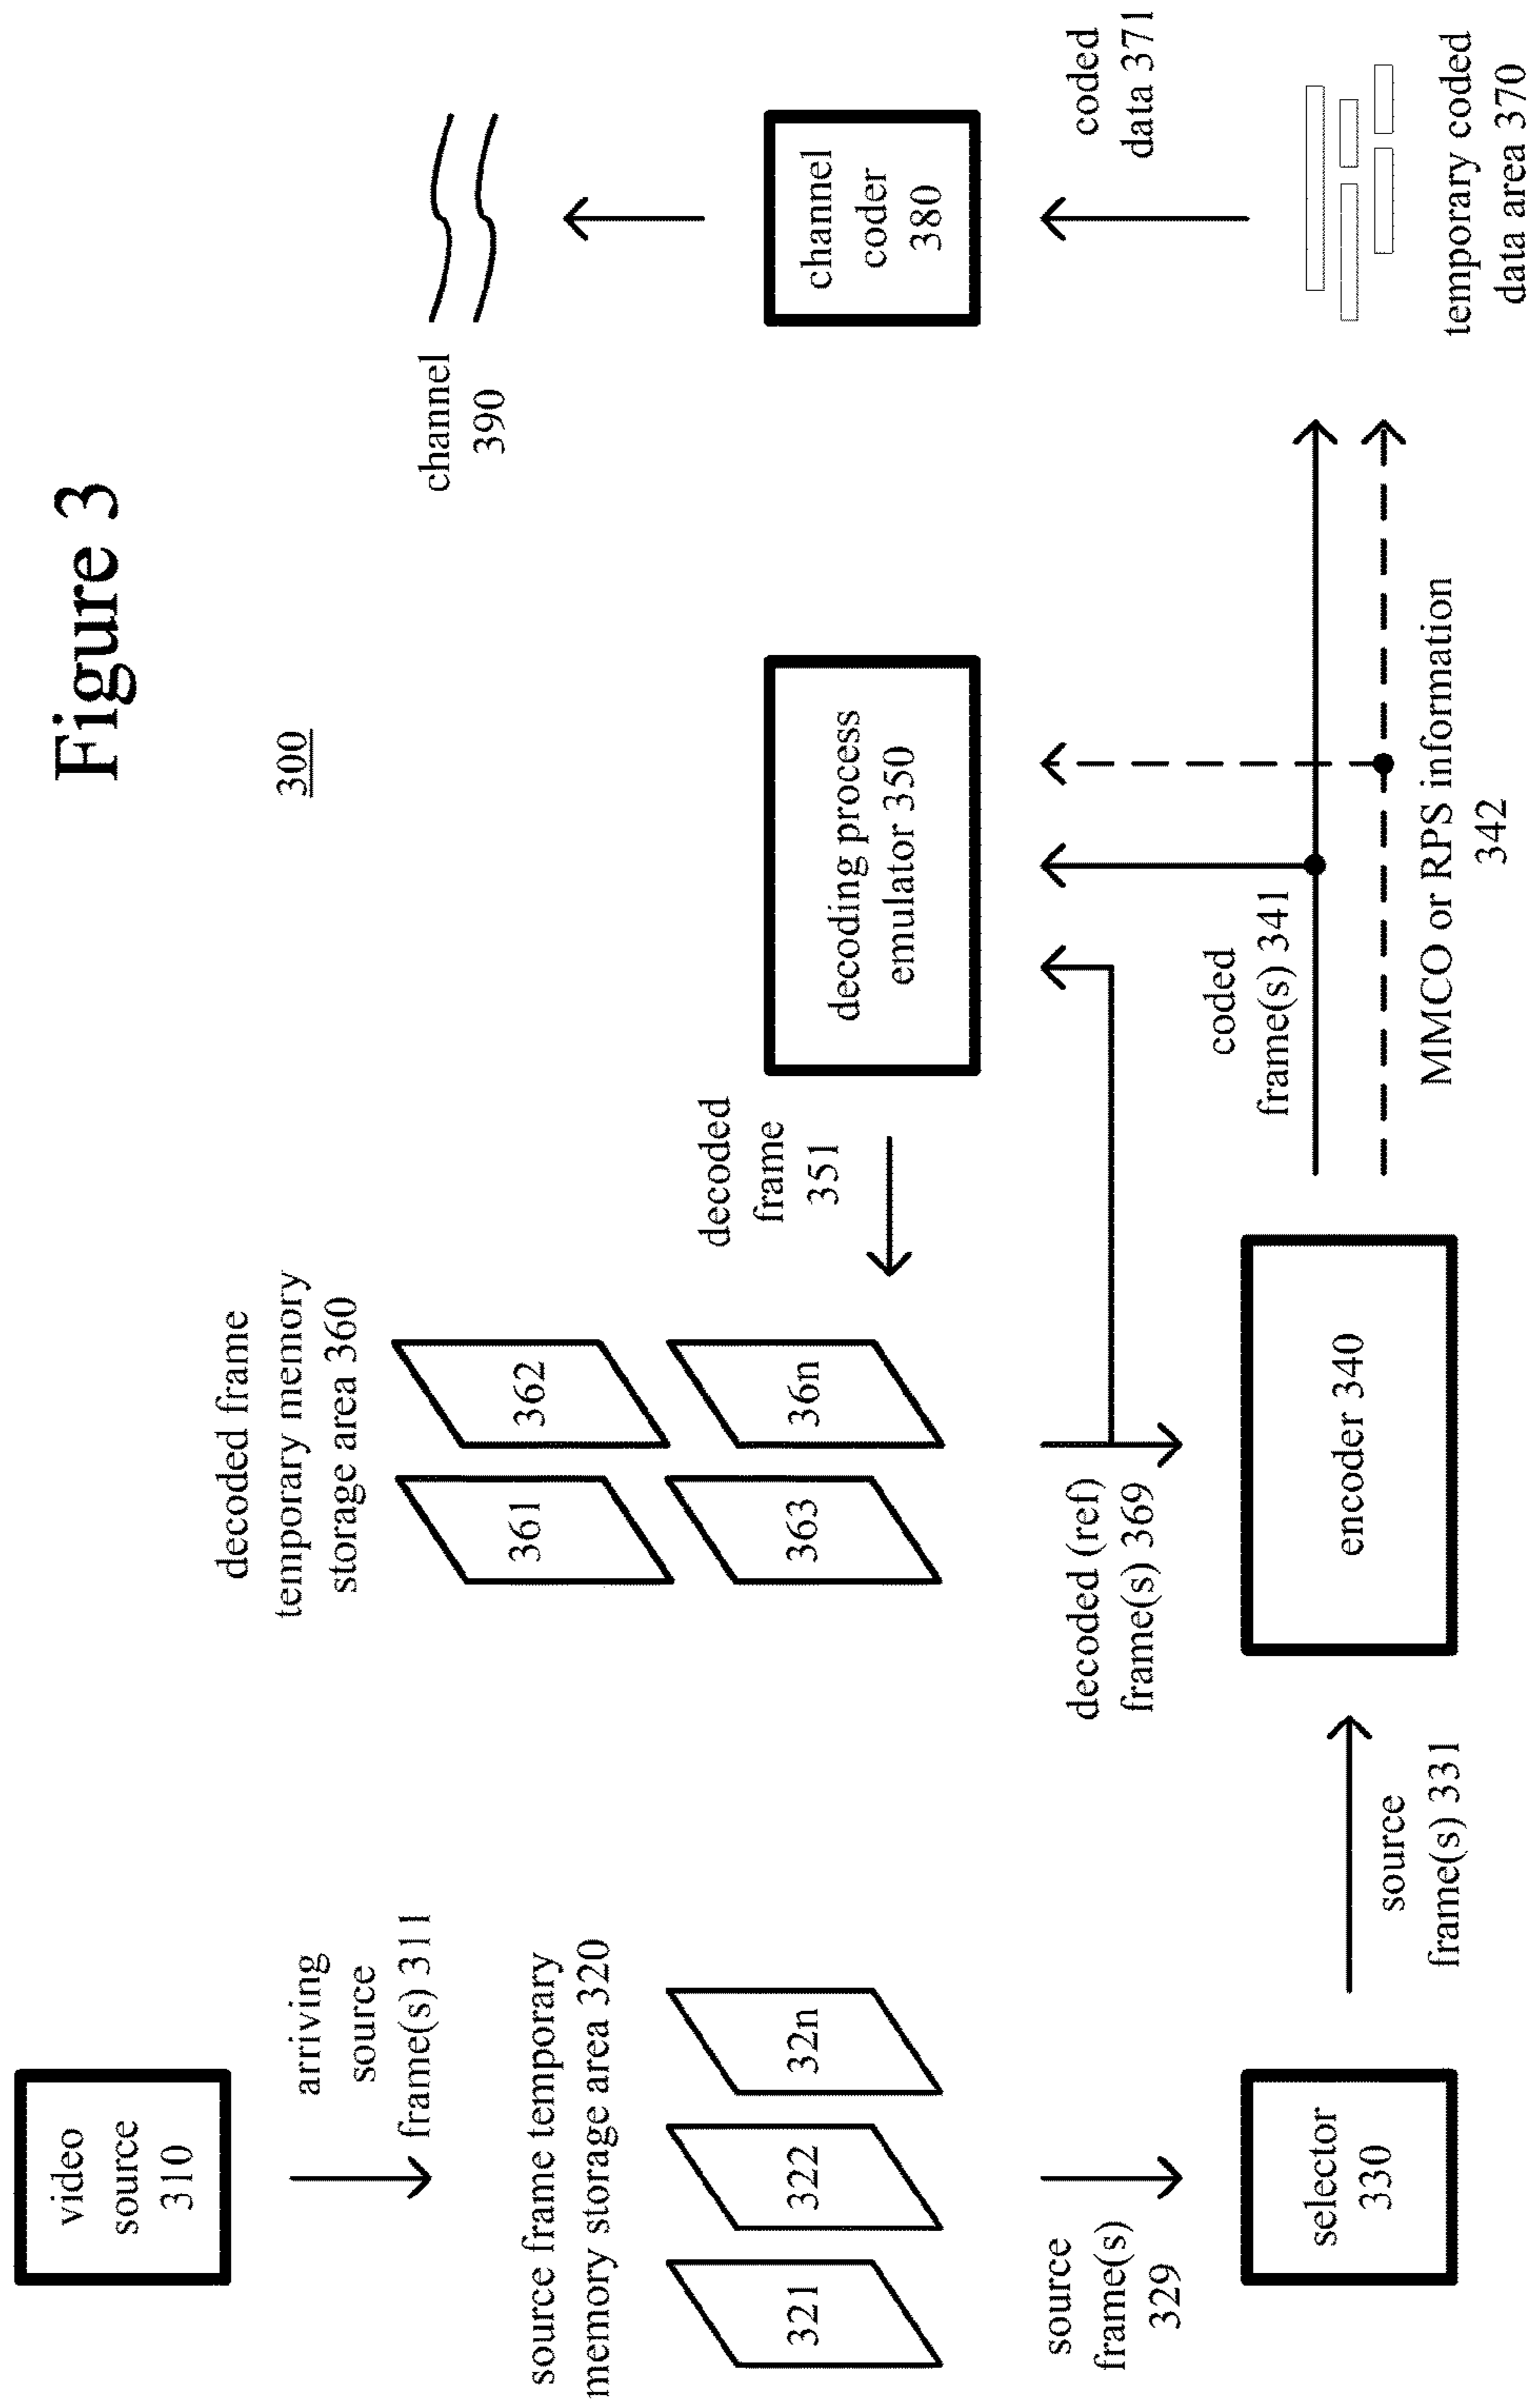 Figure 3
300
video
source
310
arriving
source
frame(s) 311
source frame temporary
memory storage area 320
321
322
32n
source
frame(s)
329
selector
330
source
frame(s) 331
decoded frame
temporary memory
storage area 360
361
362
363
36n
decoded
frame
351
decoded (ref)
frame(s) 369
encoder 340
decoding process
emulator 350
coded
frame(s) 341
MMCO or RPS information
342
channel
390
channel
coder
380
coded
data 371
temporary coded
data area 370